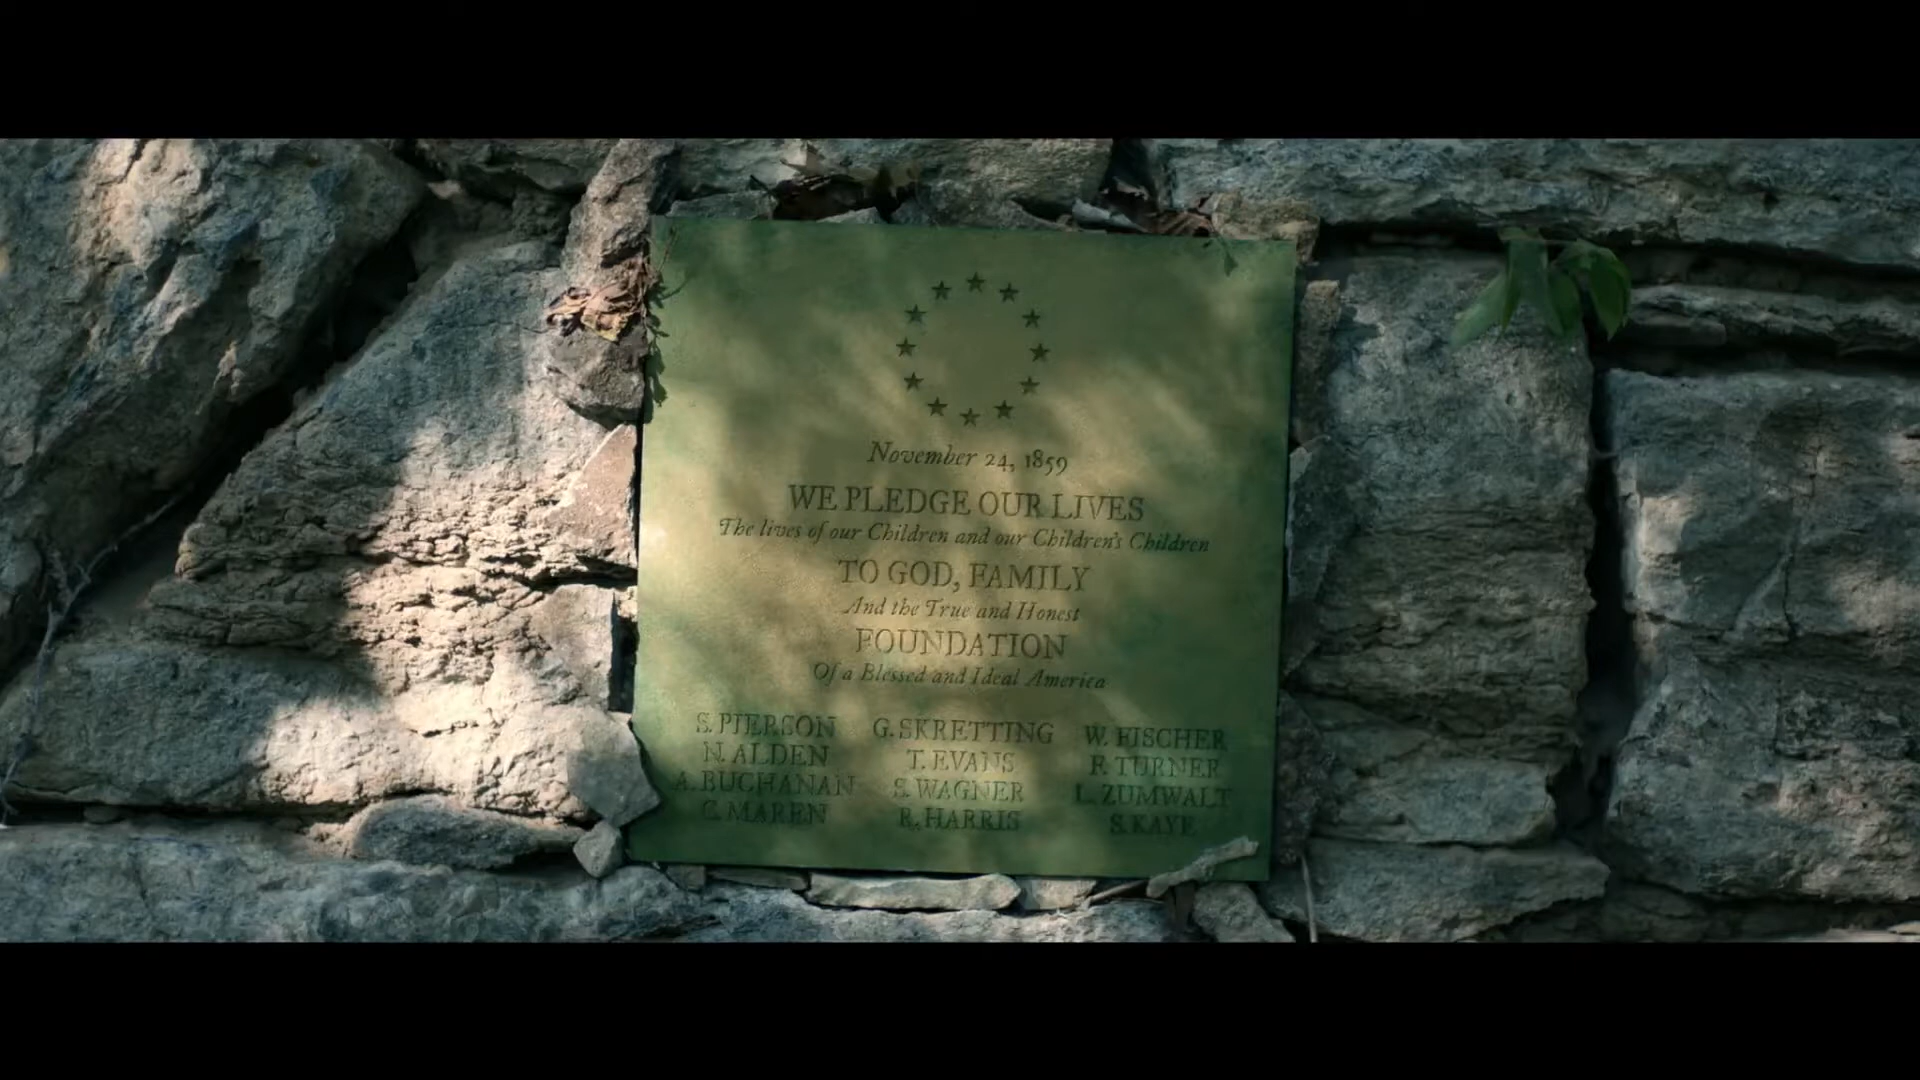 November 24, 1859
WE PLEDGE OUR LIVES
The lives of our Children and our Children's Children
TO GOD, FAMILY
And the True and Honest
FOUNDATION
Of a Blessed and Ideal America
S. PIERSON G. SKRETTING W. FISCHER
N. ALDEN T. EVANS F. TURNER
A. BUCHANAN S. WAGNER L. ZUMWALT
C. MAREN R. HARRIS S. KAYE